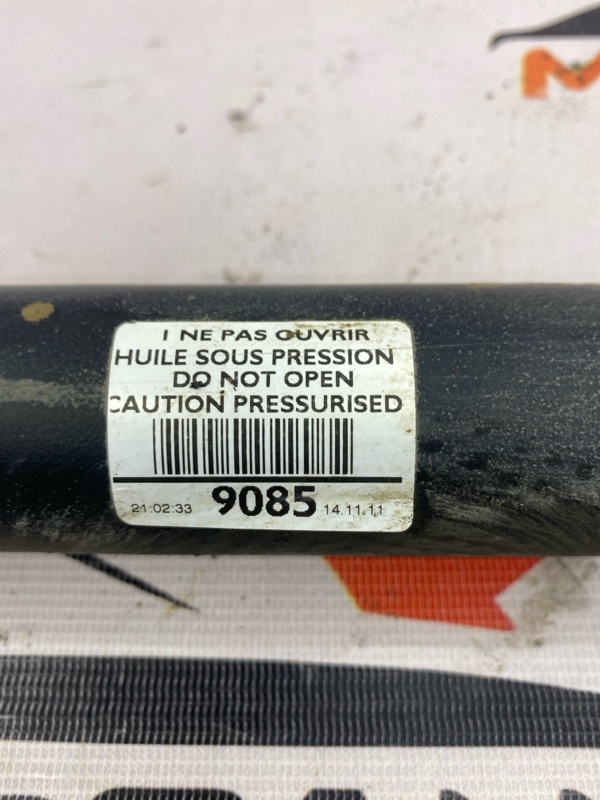 ! NE PAS OUVRIR
HUILE SOUS PRESSION
DO NOT OPEN
CAUTION PRESSURISED
21:02:33 9085 14.11.11